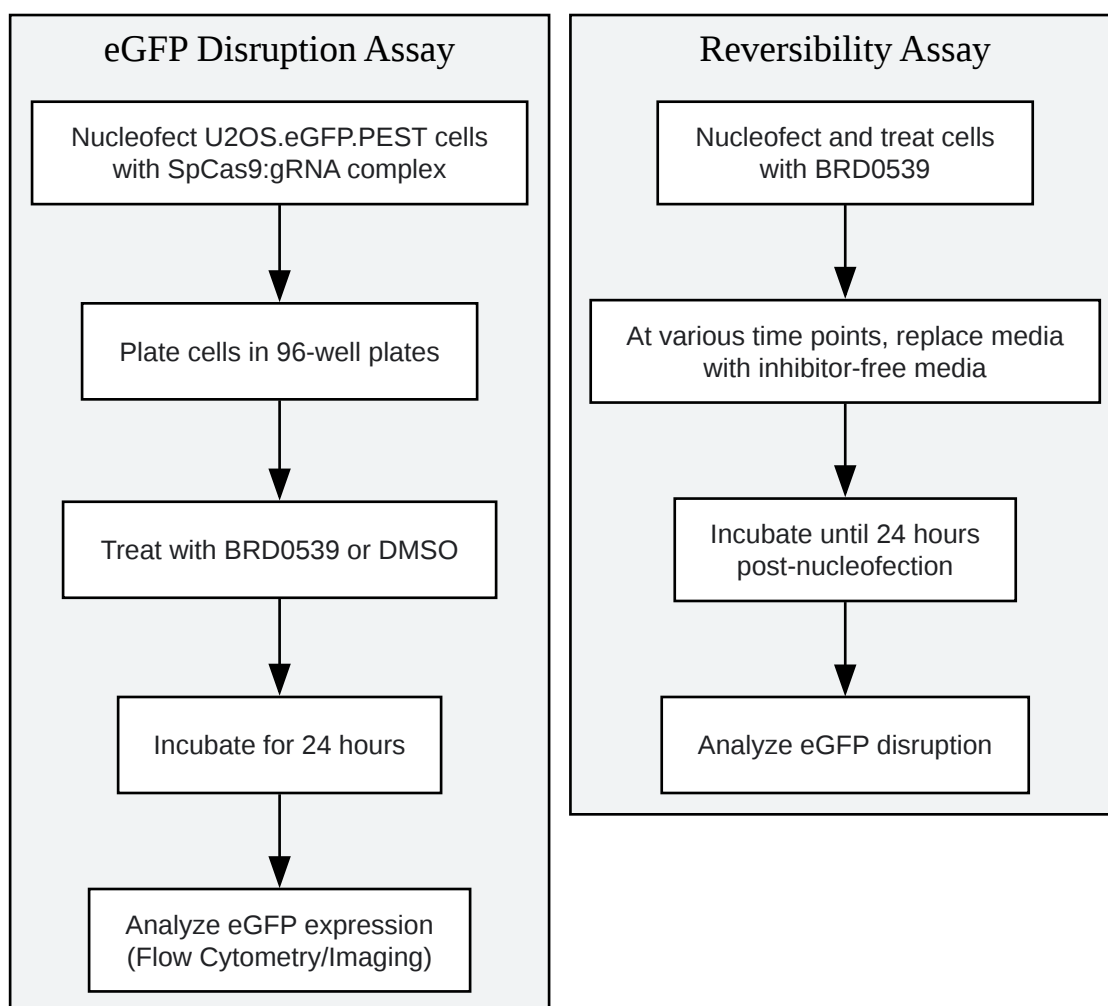 eGFP Disruption Assay
Nucleofect U2OS.eGFP.PEST cells
with SpCas9:gRNA complex
Plate cells in 96-well plates
Treat with BRD0539 or DMSO
Incubate for 24 hours
Analyze eGFP expression
(Flow Cytometry/Imaging)
Reversibility Assay
Nucleofect and treat cells
with BRD0539
At various time points, replace media
with inhibitor-free media
Incubate until 24 hours
post-nucleofection
Analyze eGFP disruption